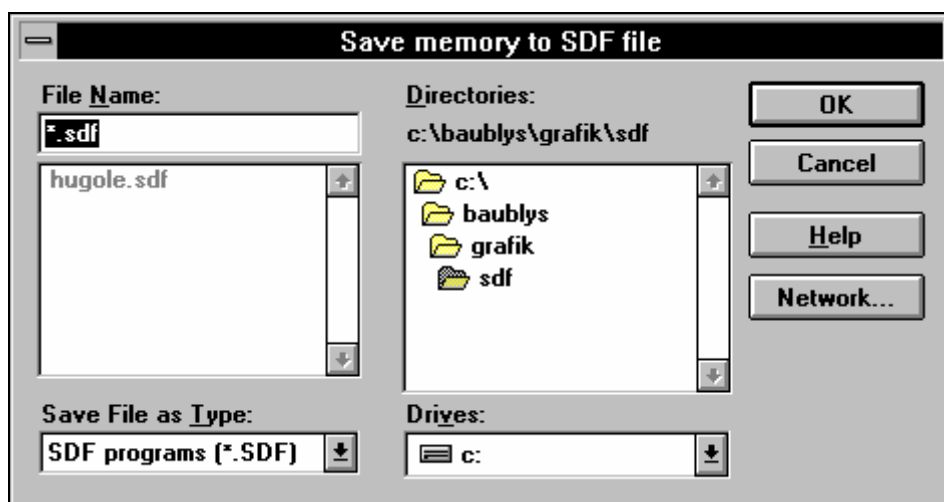 Save memory to SDF file
File Name:
*.sdf
hugole.sdf
Save File as Type:
SDF programs (*.SDF)
Directories:
c:\baublys\grafik\sdf
c:\
baublys
grafik
sdf
Drives:
c:
OK
Cancel
Help
Network...